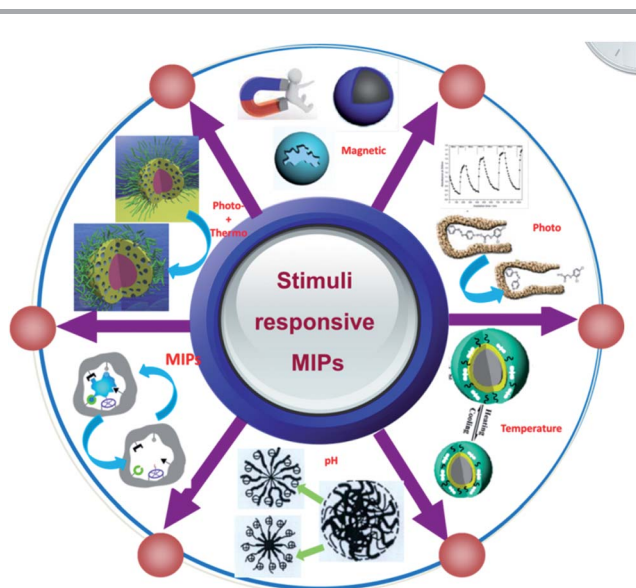 Magnetic
Photo-
+
Thermo
Photo
Stimuli
responsive
MIPs
MIPs
Temperature
Heating
Cooling
pH